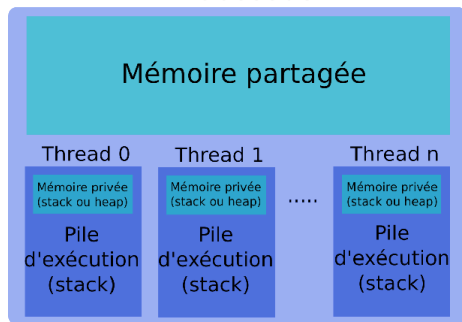 Mémoire partagée
Thread 0
Thread 1
Thread n
Mémoire privée
(stack ou heap)
Pile
d'exécution
(stack)
Mémoire privée
(stack ou heap)
Pile
d'exécution
(stack)
.....
Mémoire privée
(stack ou heap)
Pile
d'exécution
(stack)